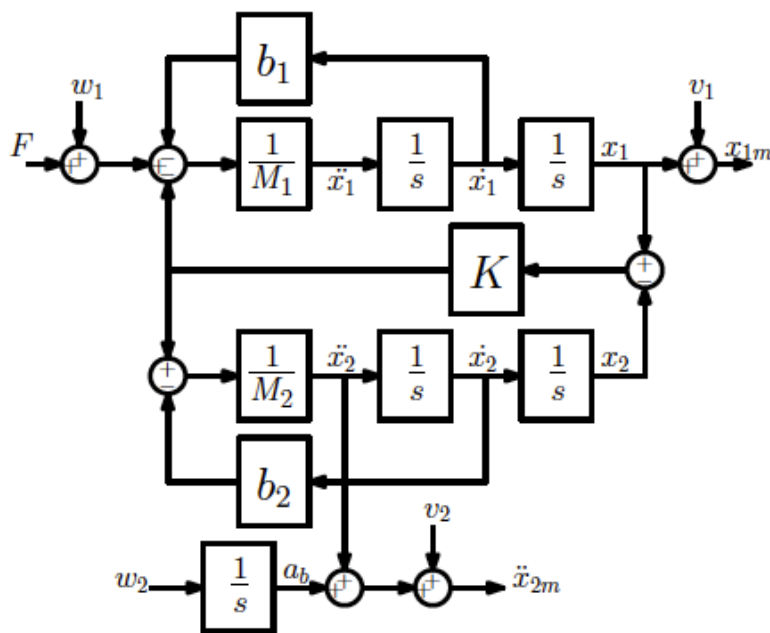 b₁
w₁
v₁
F
+
+
−
+
−
1/M₁
ẍ₁
1/s
ẋ₁
1/s
x₁
+
+
x₁ₘ
K
+
−
+
−
1/M₂
ẍ₂
1/s
ẋ₂
1/s
x₂
b₂
v₂
w₂
1/s
a_b
+
+
+
+
ẍ₂ₘ